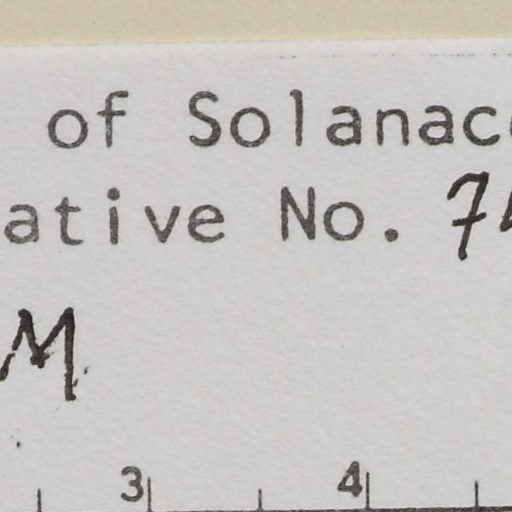 of Solanac
ative No. 7
M
3 4